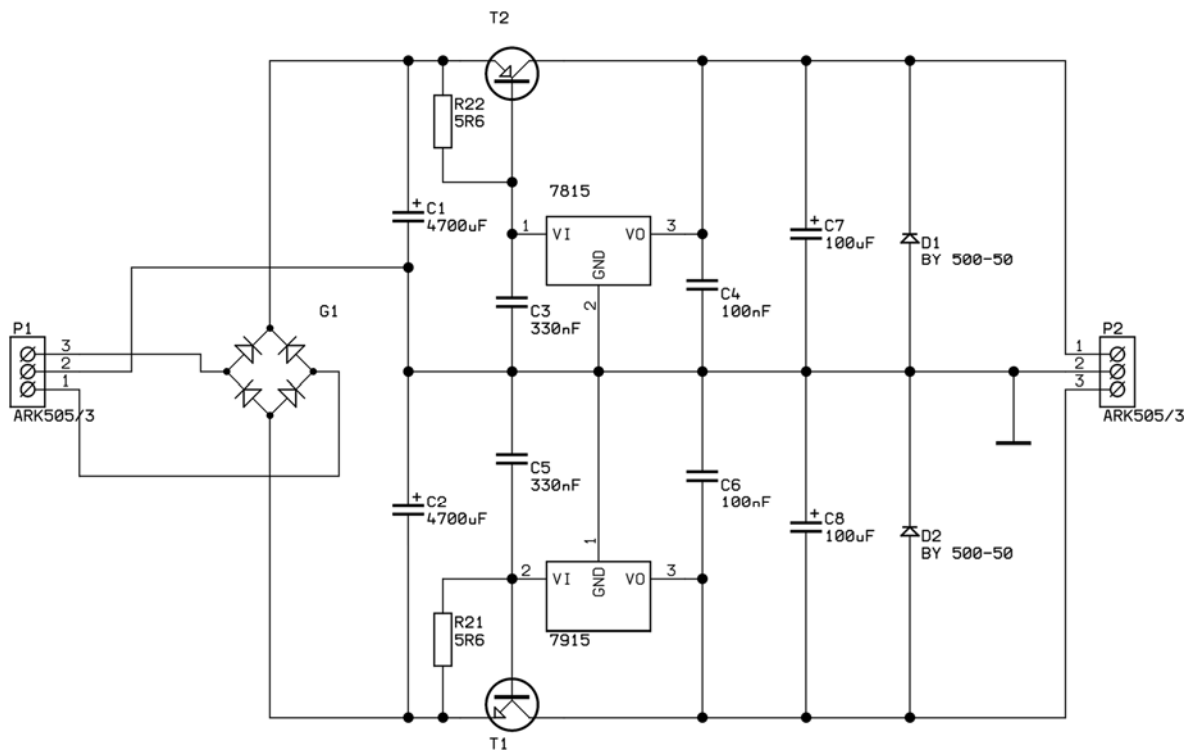 T2
R22
5R6
7815
+
C1
4700uF
1
VI
VO
3
GND
2
+
C7
100uF
D1
BY 500-50
C4
100nF
C3
330nF
G1
P1
3
2
1
ARK505/3
P2
1
2
3
ARK505/3
C5
330nF
C6
100nF
+
C2
4700uF
+
C8
100uF
D2
BY 500-50
1
2
VI
GND
VO
3
7915
R21
5R6
T1